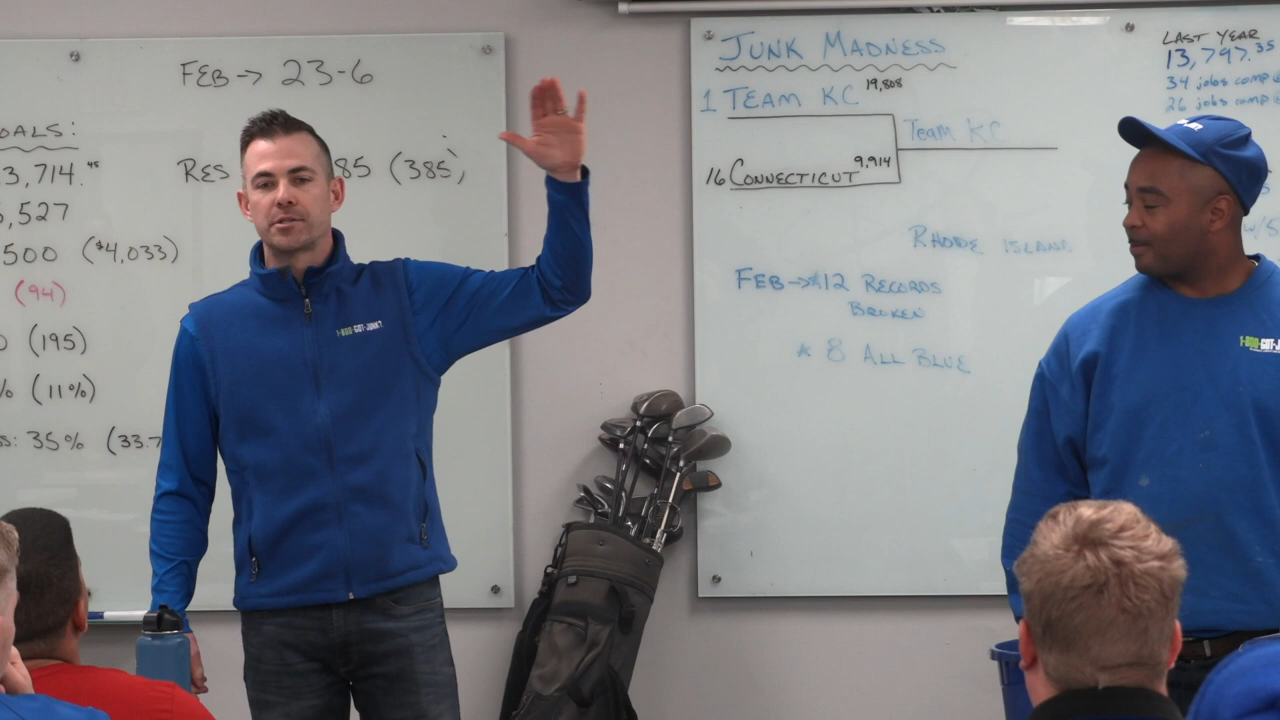 FEB → 23-6
OALS:
3,714.45
RES 85 (385)
,527
500 ($4,033)
(94)
(195)
% (11%)
35% (33.7
1-800-GOT-JUNK?
JUNK MADNESS
1 TEAM KC 19,808
Team KC
16 CONNECTICUT 9,914
RHODE ISLAND
FEB → *12 RECORDS
BROKEN
* 8 ALL BLUE
LAST YEAR
13,797.35
34 jobs comp
26 jobs comp
W/S
1-800-GOT-J